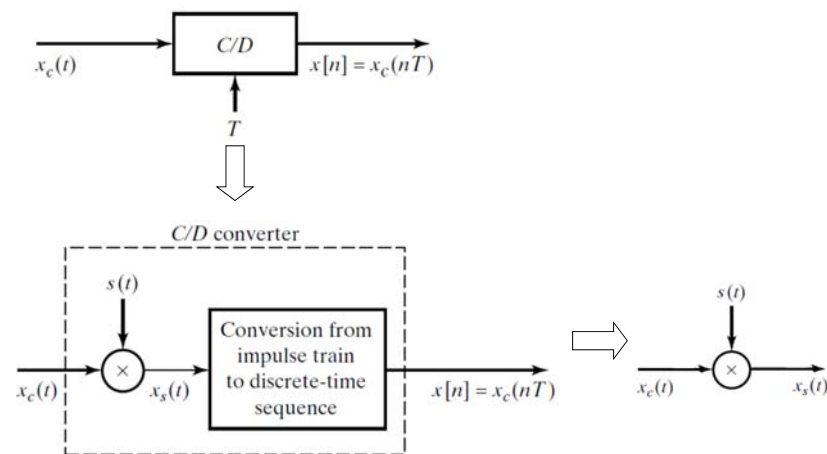 C/D
x_c(t)
x[n] = x_c(nT)
T
C/D converter
s(t)
×
x_c(t)
x_s(t)
Conversion from
impulse train
to discrete-time
sequence
x[n] = x_c(nT)
s(t)
×
x_c(t)
x_s(t)